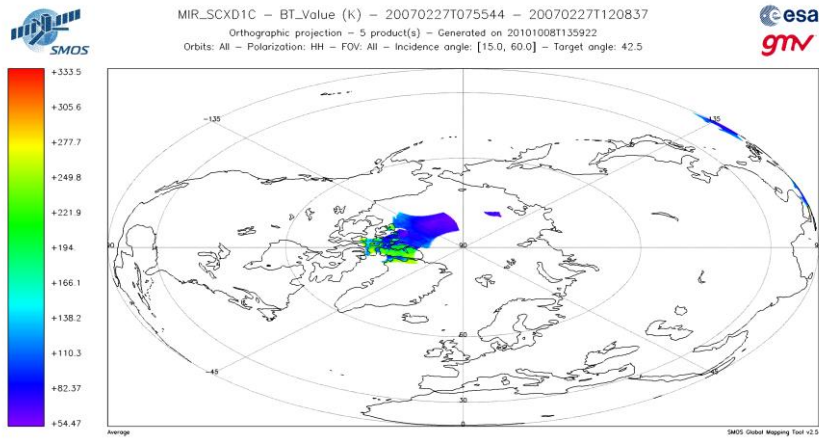 MIR_SCXD1C – BT_Value (K) – 20070227T075544 – 20070227T120837
Orthographic projection – 5 product(s) – Generated on 20101008T135922
Orbits: All – Polarization: HH – FOV: All – Incidence angle: [15.0, 60.0] – Target angle: 42.5
SMOS
esa
gmv
+333.5
+305.6
+277.7
+249.8
+221.9
+194
+166.1
+138.2
+110.3
+82.37
+54.47
-135
135
90
-45
60
30
0
Average
SMOS Global Mapping Tool v2.5